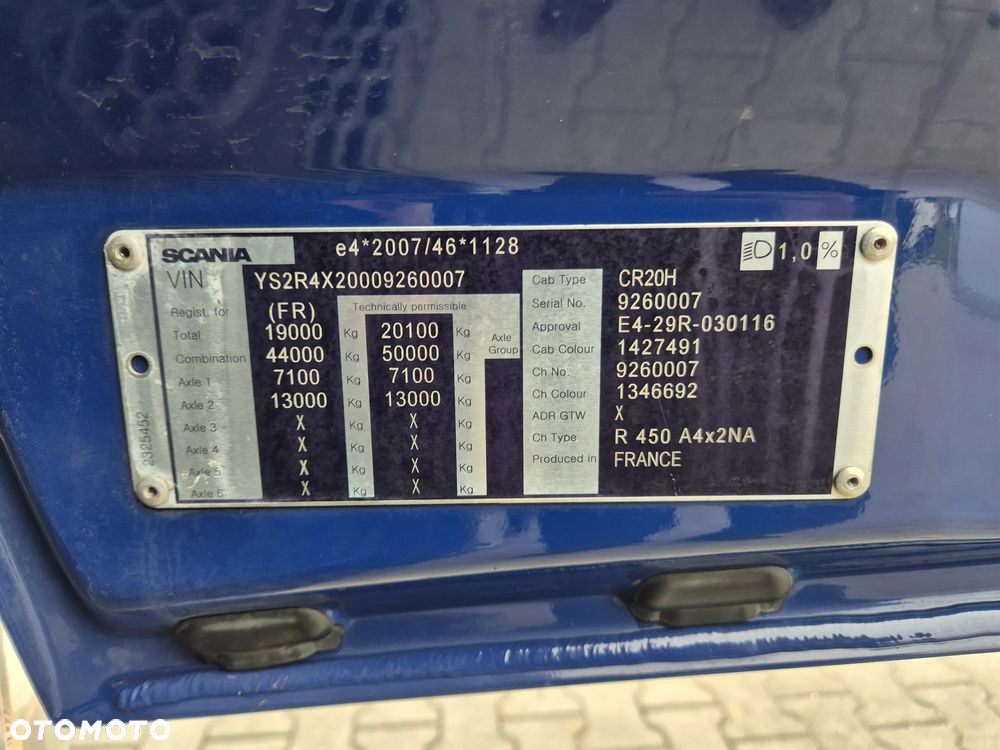 SCANIA e4*2007/46*1128 1,0 %
VIN YS2R4X20009260007
Regist. for (FR) Technically permissible
Total 19000 Kg 20100 Kg Axle Group
Combination 44000 Kg 50000 Kg
Axle 1 7100 Kg 7100 Kg
Axle 2 13000 Kg 13000 Kg
Axle 3 X Kg X Kg
Axle 4 X Kg X Kg
Axle 5 X Kg X Kg
Axle 6 X Kg X Kg
2325452
Cab Type CR20H
Serial No. 9260007
Approval E4-29R-030116
Cab Colour 1427491
Ch No. 9260007
Ch Colour 1346692
ADR GTW X
Ch Type R 450 A4x2NA
Produced in FRANCE
OTOMOTO